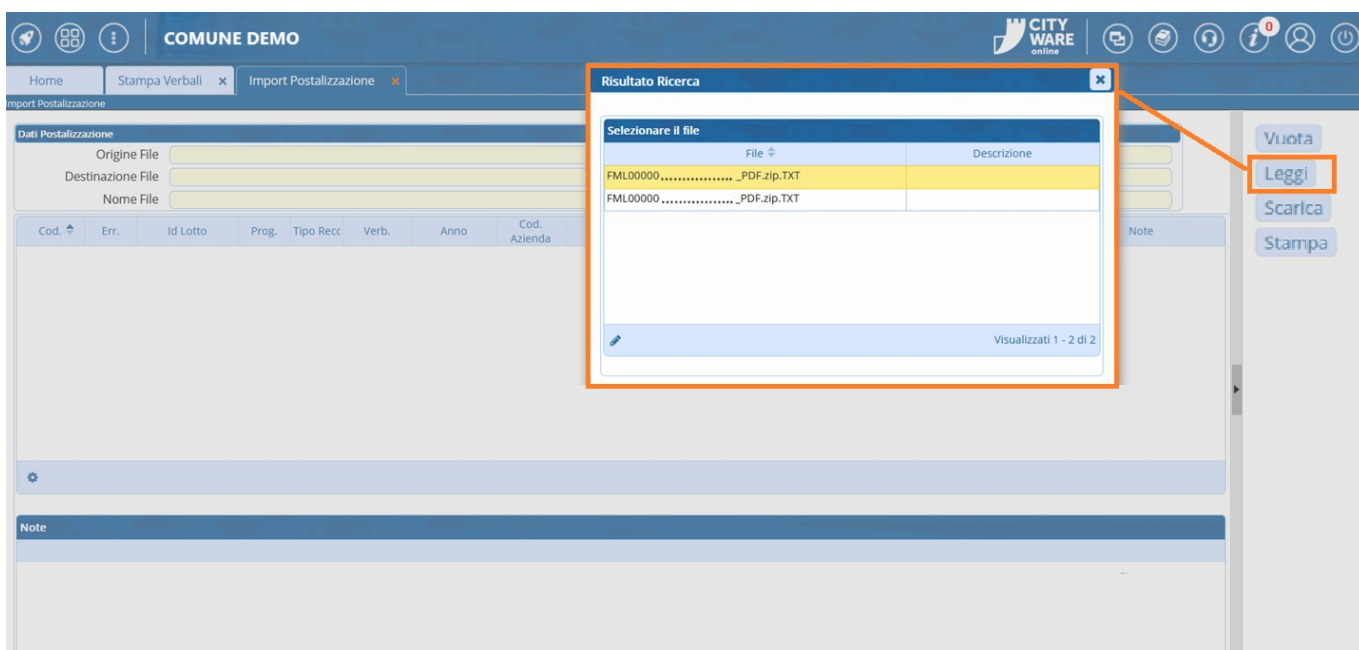 COMUNE DEMO
CITY
WARE
online
0
Home
Stampa Verbali
Import Postalizzazione
Import Postalizzazione
Dati Postalizzazione
Origine File
Destinazione File
Nome File
Cod.
Err.
Id Lotto
Prog.
Tipo Recc
Verb.
Anno
Cod.
Azienda
Note
Risultato Ricerca
Selezionare il file
File
Descrizione
FML00000................. _PDF.zip.TXT
FML00000................. _PDF.zip.TXT
Visualizzati 1 - 2 di 2
Vuota
Leggi
Scarica
Stampa
Note